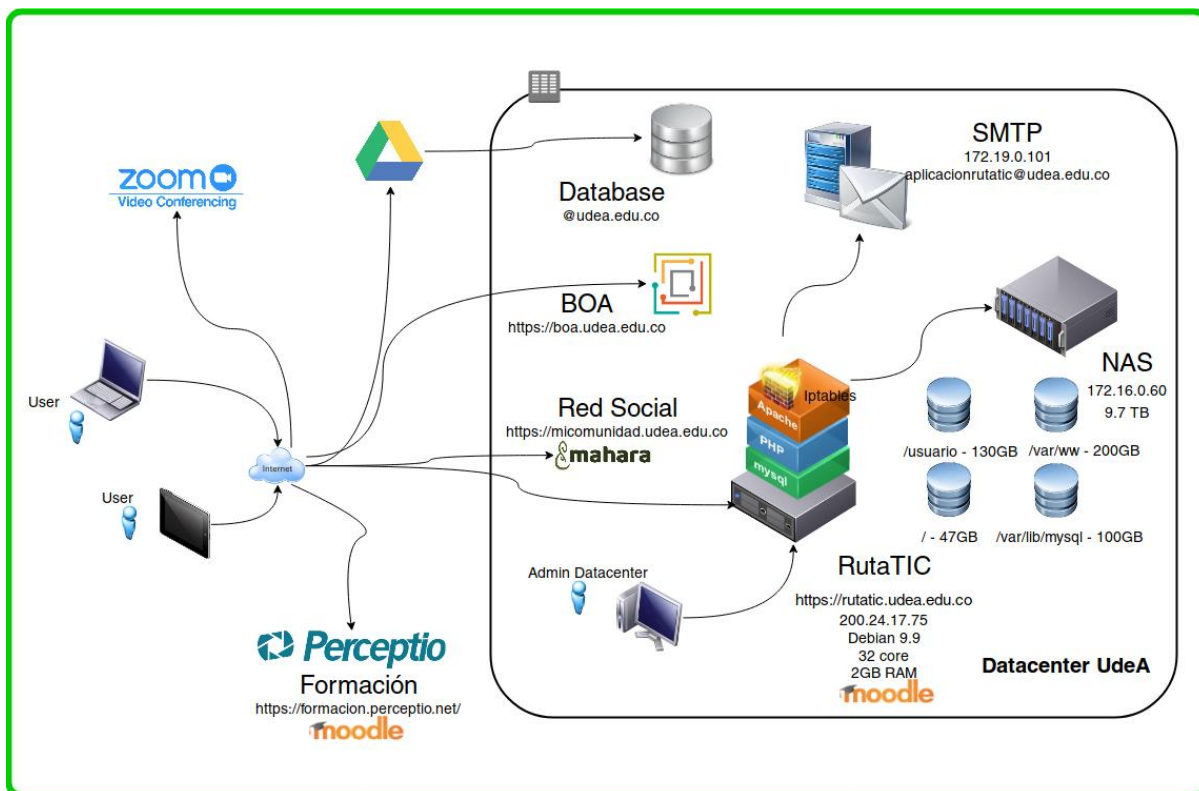 zoom
Video Conferencing
Database
@udea.edu.co
SMTP
172.19.0.101
aplicacionrutatic@udea.edu.co
BOA
https://boa.udea.edu.co
NAS
172.16.0.60
9.7 TB
User
Iptables
Apache
PHP
mysql
/usuario - 130GB
/var/ww - 200GB
Red Social
https://micomunidad.udea.edu.co
mahara
Internet
User
/ - 47GB
/var/lib/mysql - 100GB
Admin Datacenter
RutaTIC
https://rutatic.udea.edu.co
200.24.17.75
Debian 9.9
32 core
2GB RAM
moodle
Datacenter UdeA
Perceptio
Formación
https://formacion.perceptio.net/
moodle